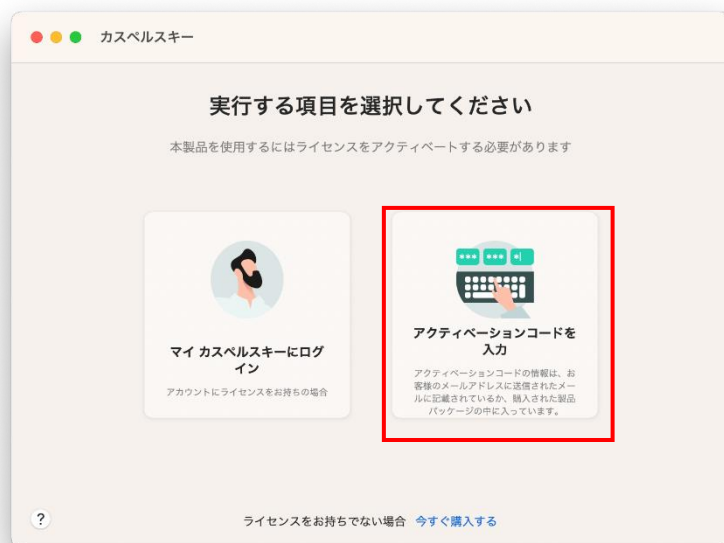 カスペルスキー
実行する項目を選択してください
本製品を使用するにはライセンスをアクティベートする必要があります
マイ カスペルスキーにログ
イン
アカウントにライセンスをお持ちの場合
アクティベーションコードを
入力
アクティベーションコードの情報は、お
客様のメールアドレスに送信されたメー
ルに記載されているか、購入された製品
パッケージの中に入っています。
?
ライセンスをお持ちでない場合 今すぐ購入する